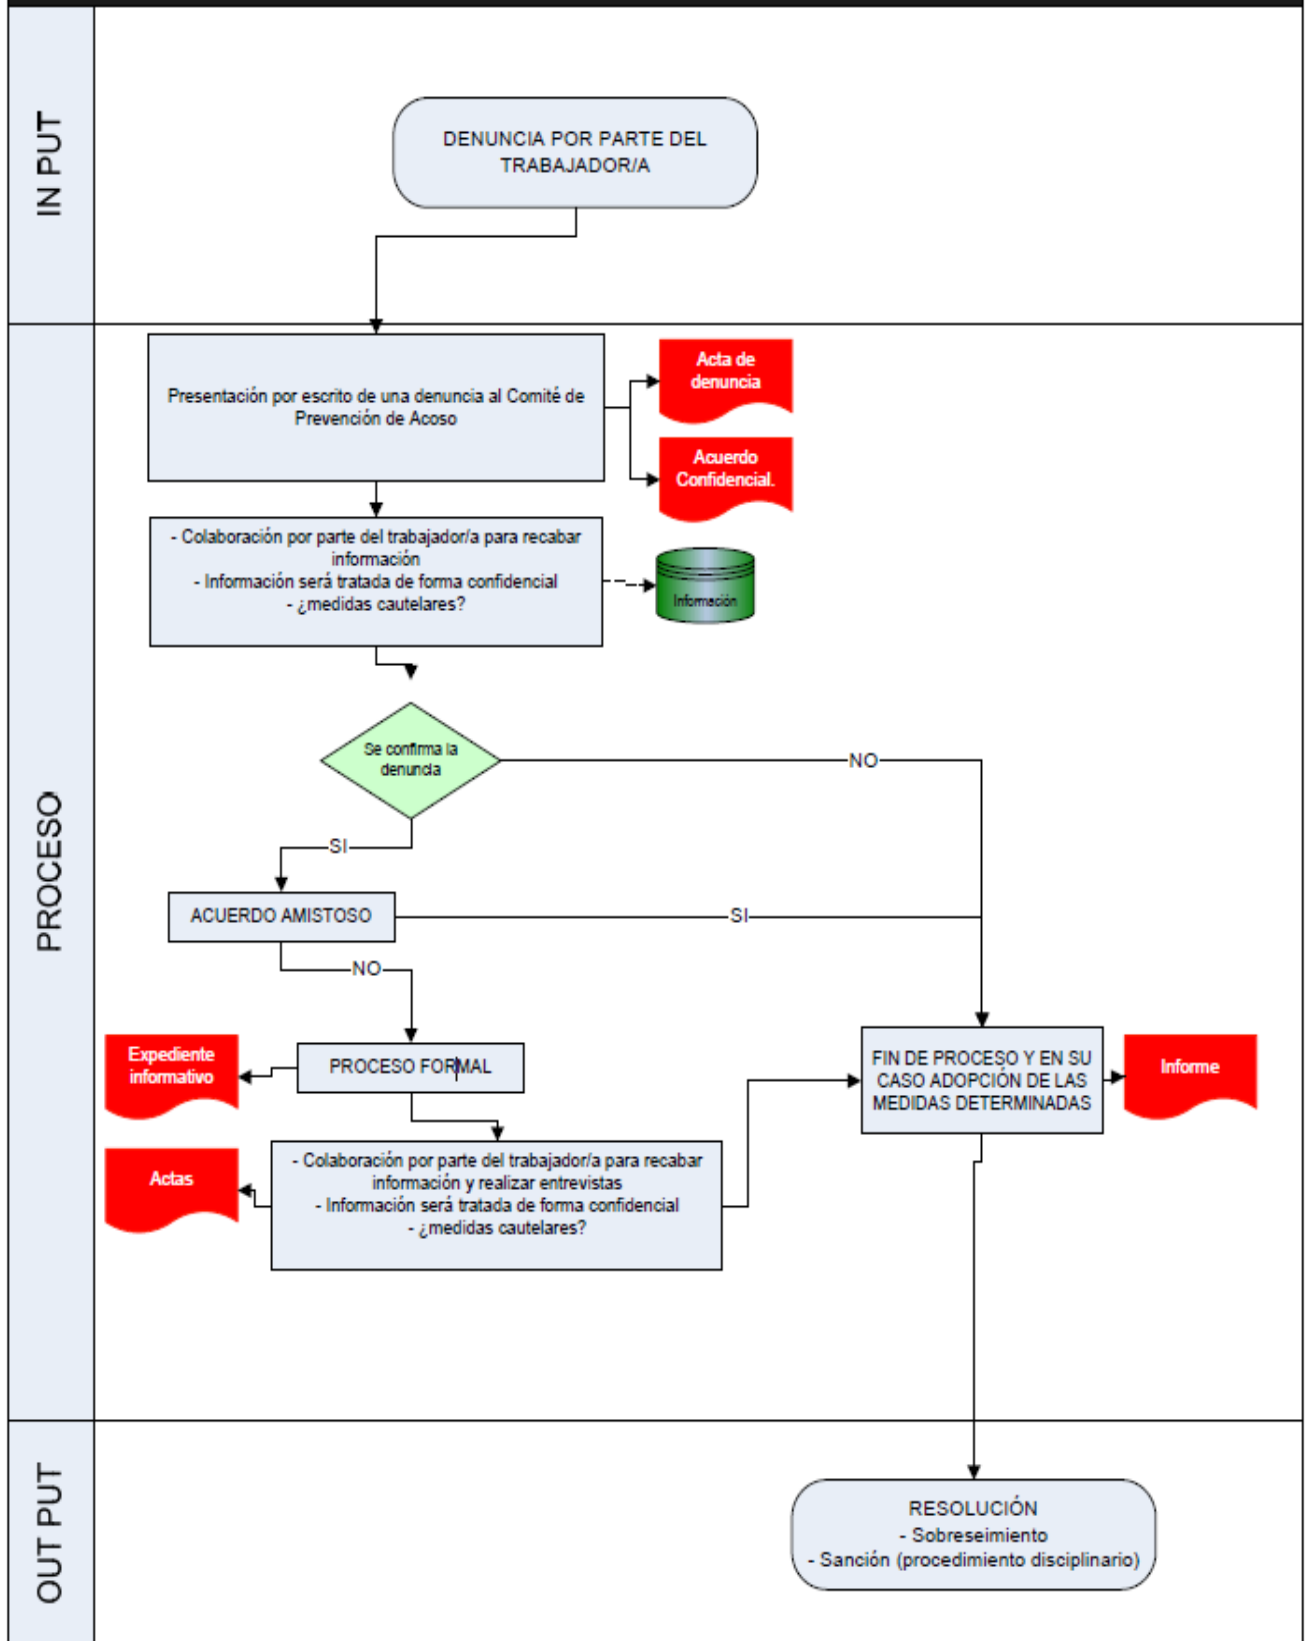 IN PUT
DENUNCIA POR PARTE DEL
TRABAJADOR/A
PROCESO
Presentación por escrito de una denuncia al Comité de
Prevención de Acoso
Acta de
denuncia
Acuerdo
Confidencial.
- Colaboración por parte del trabajador/a para recabar
información
- Información será tratada de forma confidencial
- ¿medidas cautelares?
Información
Se confirma la
denuncia
NO
SI
ACUERDO AMISTOSO
SI
NO
Expediente
informativo
PROCESO FORMAL
FIN DE PROCESO Y EN SU
CASO ADOPCIÓN DE LAS
MEDIDAS DETERMINADAS
Informe
Actas
- Colaboración por parte del trabajador/a para recabar
información y realizar entrevistas
- Información será tratada de forma confidencial
- ¿medidas cautelares?
OUT PUT
RESOLUCIÓN
- Sobreseimiento
- Sanción (procedimiento disciplinario)